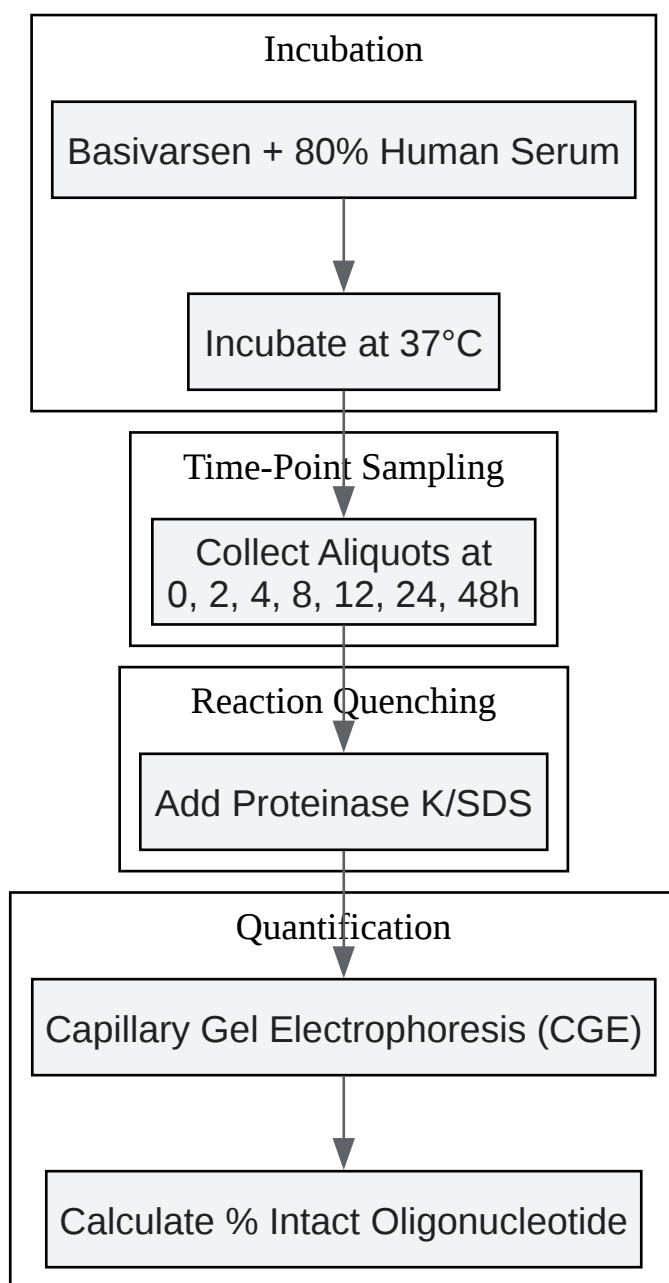 Incubation
Basivarsen + 80% Human Serum
Incubate at 37°C
Time-Point Sampling
Collect Aliquots at
0, 2, 4, 8, 12, 24, 48h
Reaction Quenching
Add Proteinase K/SDS
Quantification
Capillary Gel Electrophoresis (CGE)
Calculate % Intact Oligonucleotide